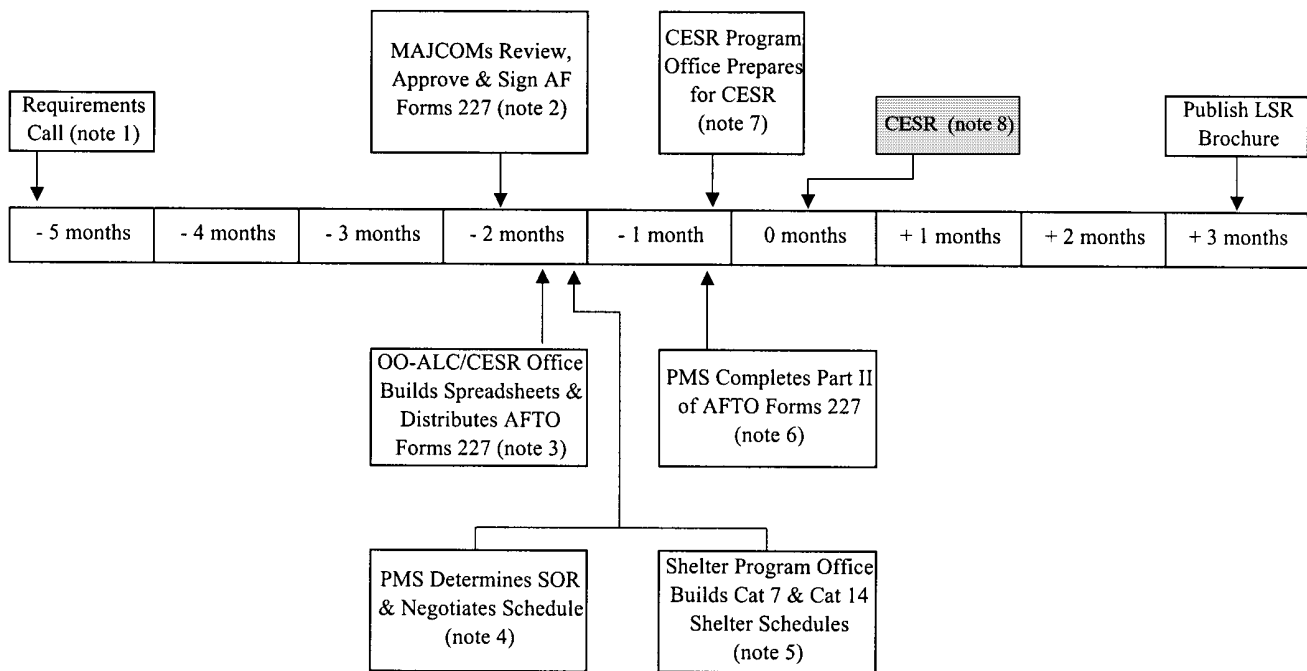 Requirements
Call (note 1)
MAJCOMs Review,
Approve & Sign AF
Forms 227 (note 2)
CESR Program
Office Prepares
for CESR
(note 7)
CESR (note 8)
Publish LSR
Brochure
- 5 months
- 4 months
- 3 months
- 2 months
- 1 month
0 months
+ 1 months
+ 2 months
+ 3 months
OO-ALC/CESR Office
Builds Spreadsheets &
Distributes AFTO
Forms 227 (note 3)
PMS Completes Part II
of AFTO Forms 227
(note 6)
PMS Determines SOR
& Negotiates Schedule
(note 4)
Shelter Program Office
Builds Cat 7 & Cat 14
Shelter Schedules
(note 5)